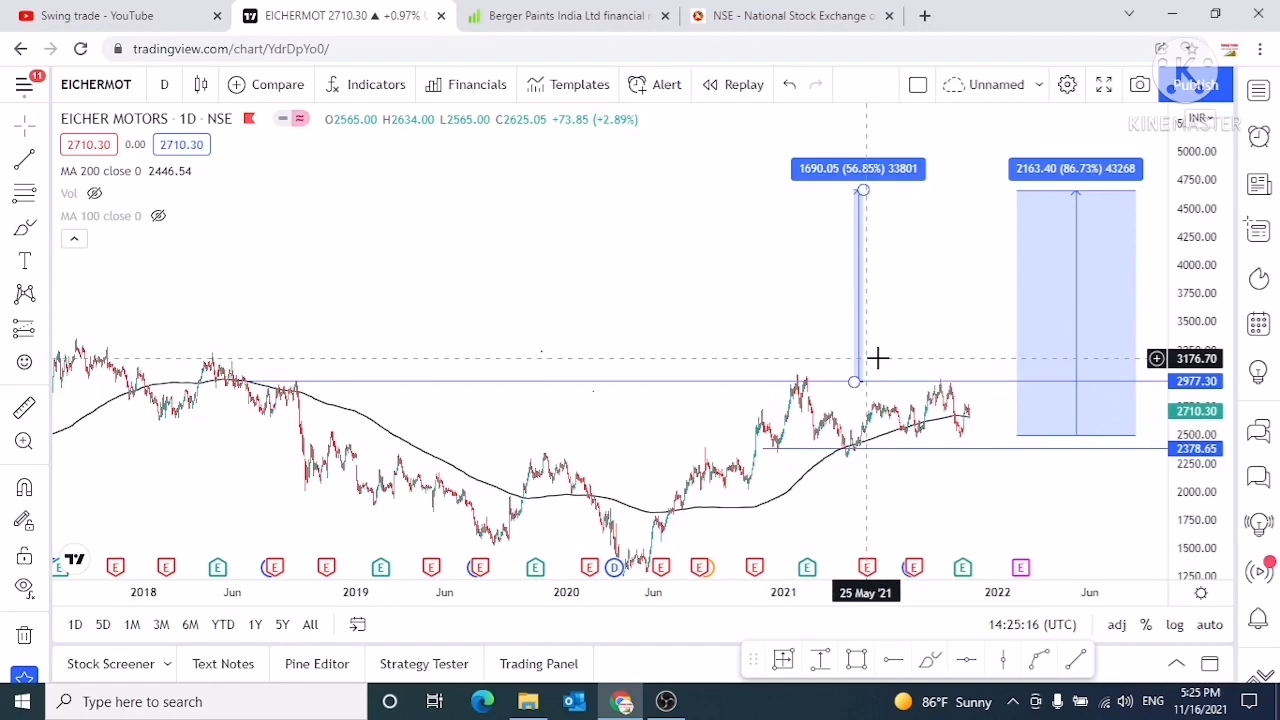 Swing trade - YouTube
EICHERMOT 2710.30 ▲ +0.97% U
Berger Paints India Ltd financial r
NSE - National Stock Exchange o
tradingview.com/chart/YdrDpYo0/
11
EICHERMOT
D
Compare
Indicators
Financials
Templates
Alert
Replay
Unnamed
Publish
KINEMASTER
EICHER MOTORS · 1D · NSE
O2565.00 H2634.00 L2565.00 C2625.05 +73.85 (+2.89%)
INR
2710.30
0.00
2710.30
MA 200 close 0 2446.54
Vol
MA 100 close 0
1690.05 (56.85%) 33801
2163.40 (86.73%) 43268
5000.00
4750.00
4500.00
4250.00
4000.00
3750.00
3500.00
3176.70
2977.30
2710.30
2500.00
2378.65
2250.00
2000.00
1750.00
1500.00
1250.00
E E E E E E E E E E D E E E E E E E E
2018 Jun 2019 Jun 2020 Jun 2021 25 May '21 2022 Jun
1D 5D 1M 3M 6M YTD 1Y 5Y All
14:25:16 (UTC)
adj % log auto
Stock Screener
Text Notes
Pine Editor
Strategy Tester
Trading Panel
Type here to search
86°F Sunny
ENG
5:25 PM
11/16/2021